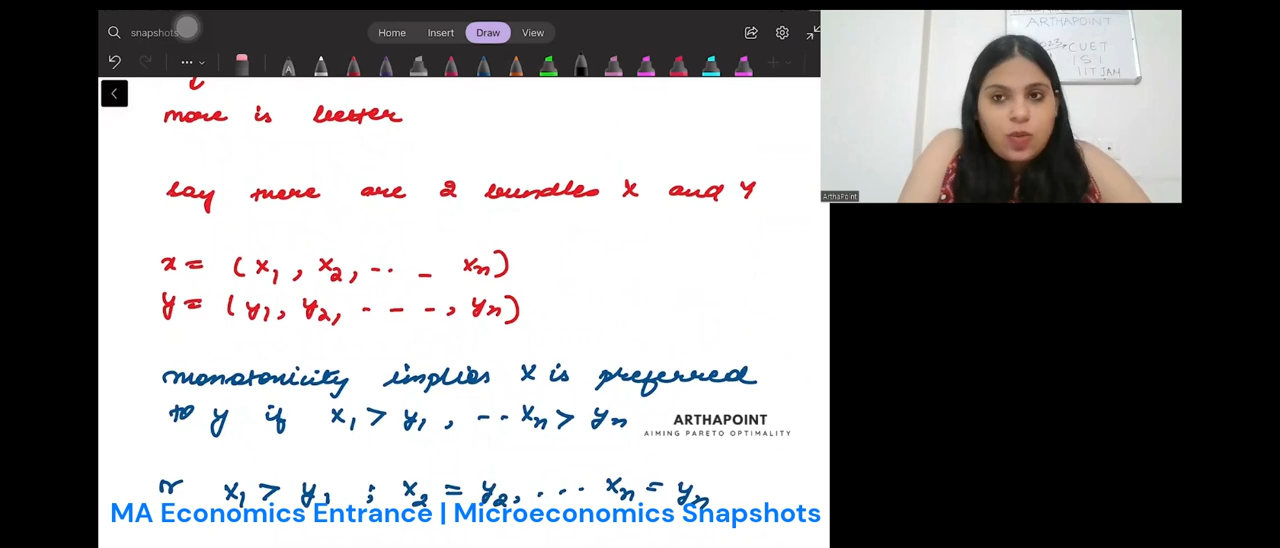 snapshots
Home Insert Draw View
more is better
say there are 2 bundles X and Y
x = (x₁, x₂, ... _ xₙ)
y = (y₁, y₂, - - -, yₙ)
monotonicity implies X is preferred
to y if x₁ > y₁, ... xₙ > yₙ
ARTHAPOINT
AIMING PARETO OPTIMALITY
or x₁ > y₁ ; x₂ = y₂, ... xₙ = yₙ
MA Economics Entrance | Microeconomics Snapshots
ARTHAPOINT
CUET
ISI
IIT JAM
ArthaPoint